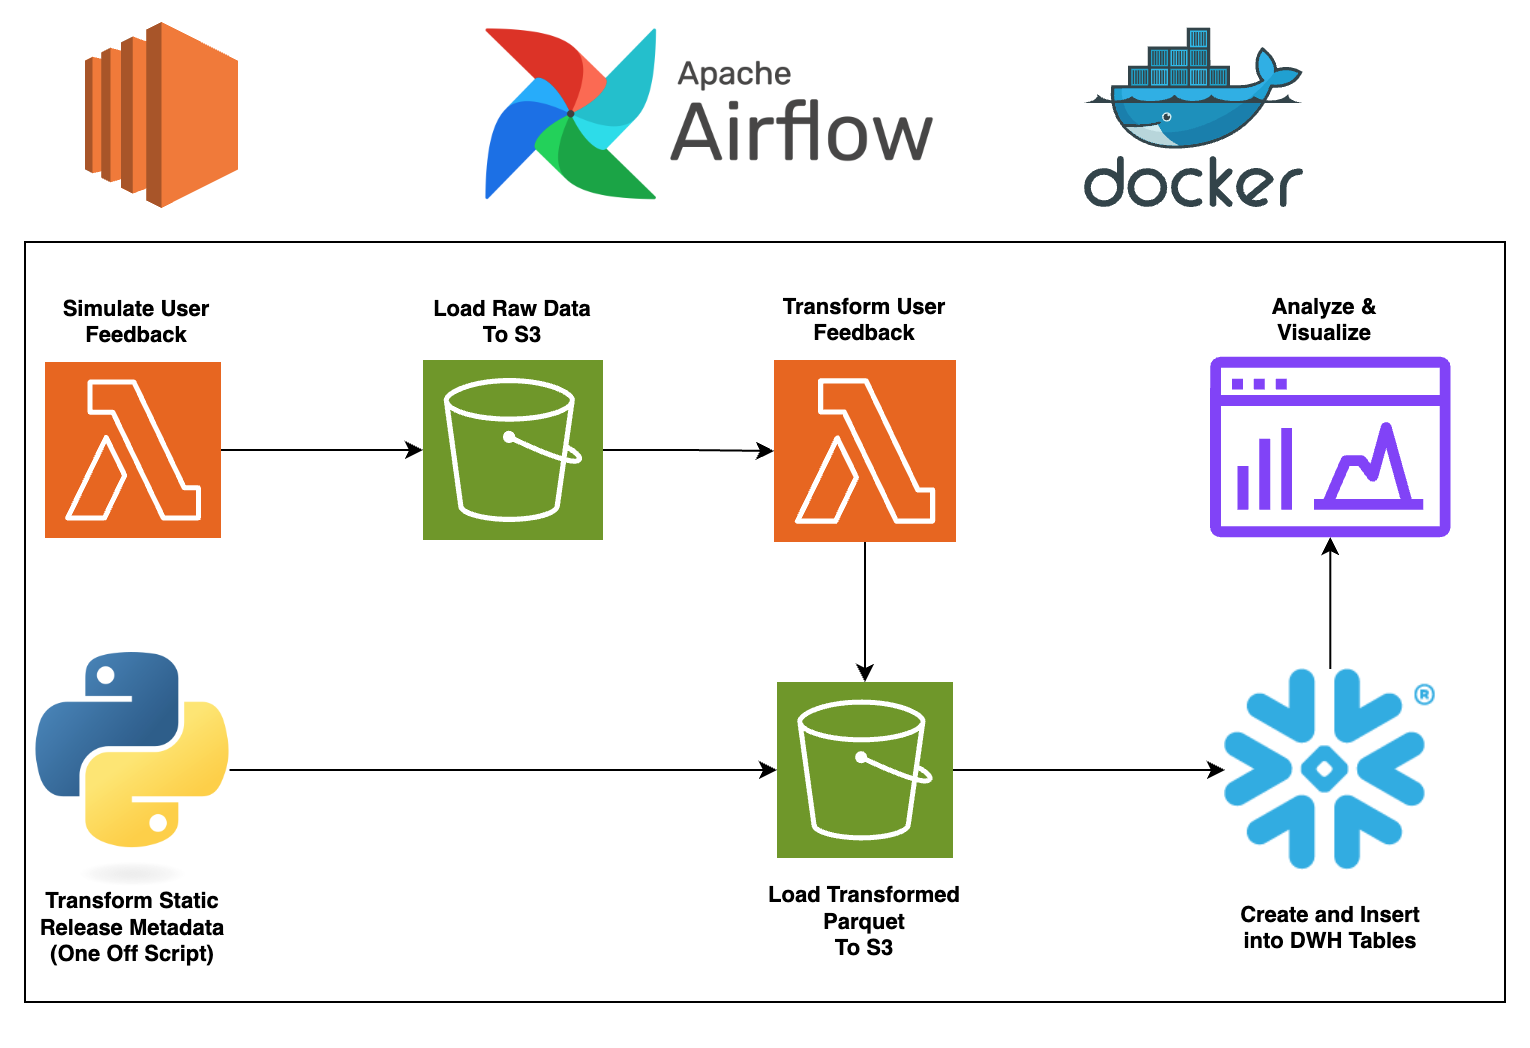 Apache
Airflow
docker
Simulate User
Feedback
Load Raw Data
To S3
Transform User
Feedback
Analyze &
Visualize
®
Transform Static
Release Metadata
(One Off Script)
Load Transformed
Parquet
To S3
Create and Insert
into DWH Tables